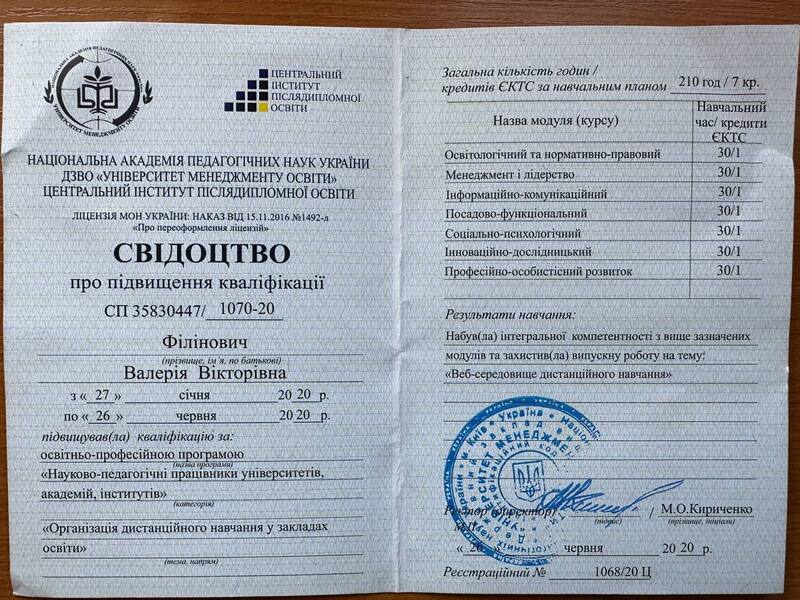 ЦЕНТРАЛЬНИЙ
ІНСТИТУТ
ПІСЛЯДИПЛОМНОЇ
ОСВІТИ
НАЦІОНАЛЬНА АКАДЕМІЯ ПЕДАГОГІЧНИХ НАУК УКРАЇНИ
ДЗВО «УНІВЕРСИТЕТ МЕНЕДЖМЕНТУ ОСВІТИ»
ЦЕНТРАЛЬНИЙ ІНСТИТУТ ПІСЛЯДИПЛОМНОЇ ОСВІТИ
ЛІЦЕНЗІЯ МОН УКРАЇНИ: НАКАЗ ВІД 15.11.2016 №1492-л
«Про переоформлення ліцензій»
СВІДОЦТВО
про підвищення кваліфікації
СП 35830447/ 1070-20
Філінович
(прізвище, ім'я, по батькові)
Валерія Вікторівна
з « 27 » січня 20 20 р.
по « 26 » червня 20 20 р.
підвищував(ла) кваліфікацію за:
освітньо-професійною програмою
(назва програми)
«Науково-педагогічні працівники університетів,
академій, інститутів»
(категорія)
«Організація дистанційного навчання у закладах
освіти»
(тема, напрям)
Загальна кількість годин /
кредитів ЄКТС за навчальним планом 210 год / 7 кр.
Назва модуля (курсу) Навчальний
час/ кредити
ЄКТС
Освітологічний та нормативно-правовий 30/1
Менеджмент і лідерство 30/1
Інформаційно-комунікаційний 30/1
Посадово-функціональний 30/1
Соціально-психологічний 30/1
Інноваційно-дослідницький 30/1
Професійно-особистісний розвиток 30/1
Результати навчання:
Набув(ла) інтегральної компетентності з вище зазначених
модулів та захистив(ла) випускну роботу на тему:
«Веб-середовище дистанційного навчання»
Ректор (директор) / М.О.Кириченко
М.П. (підпис) (прізвище, ініціали)
« 26 » червня 20 20 р.
Реєстраційний № 1068/20 Ц